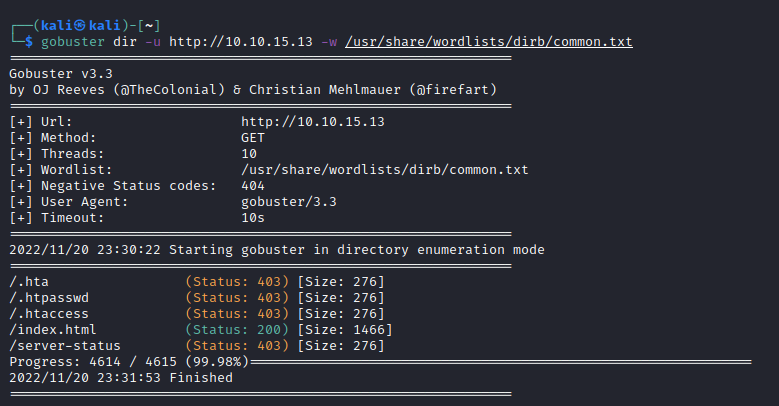 ┌──(kali㉿kali)-[~]
└─$ gobuster dir -u http://10.10.15.13 -w /usr/share/wordlists/dirb/common.txt
===============================================================
Gobuster v3.3
by OJ Reeves (@TheColonial) & Christian Mehlmauer (@firefart)
===============================================================
[+] Url:                     http://10.10.15.13
[+] Method:                  GET
[+] Threads:                 10
[+] Wordlist:                /usr/share/wordlists/dirb/common.txt
[+] Negative Status codes:   404
[+] User Agent:              gobuster/3.3
[+] Timeout:                 10s
===============================================================
2022/11/20 23:30:22 Starting gobuster in directory enumeration mode
===============================================================
/.hta                 (Status: 403) [Size: 276]
/.htpasswd            (Status: 403) [Size: 276]
/.htaccess            (Status: 403) [Size: 276]
/index.html           (Status: 200) [Size: 1466]
/server-status        (Status: 403) [Size: 276]
Progress: 4614 / 4615 (99.98%)===============================================================
2022/11/20 23:31:53 Finished
===============================================================